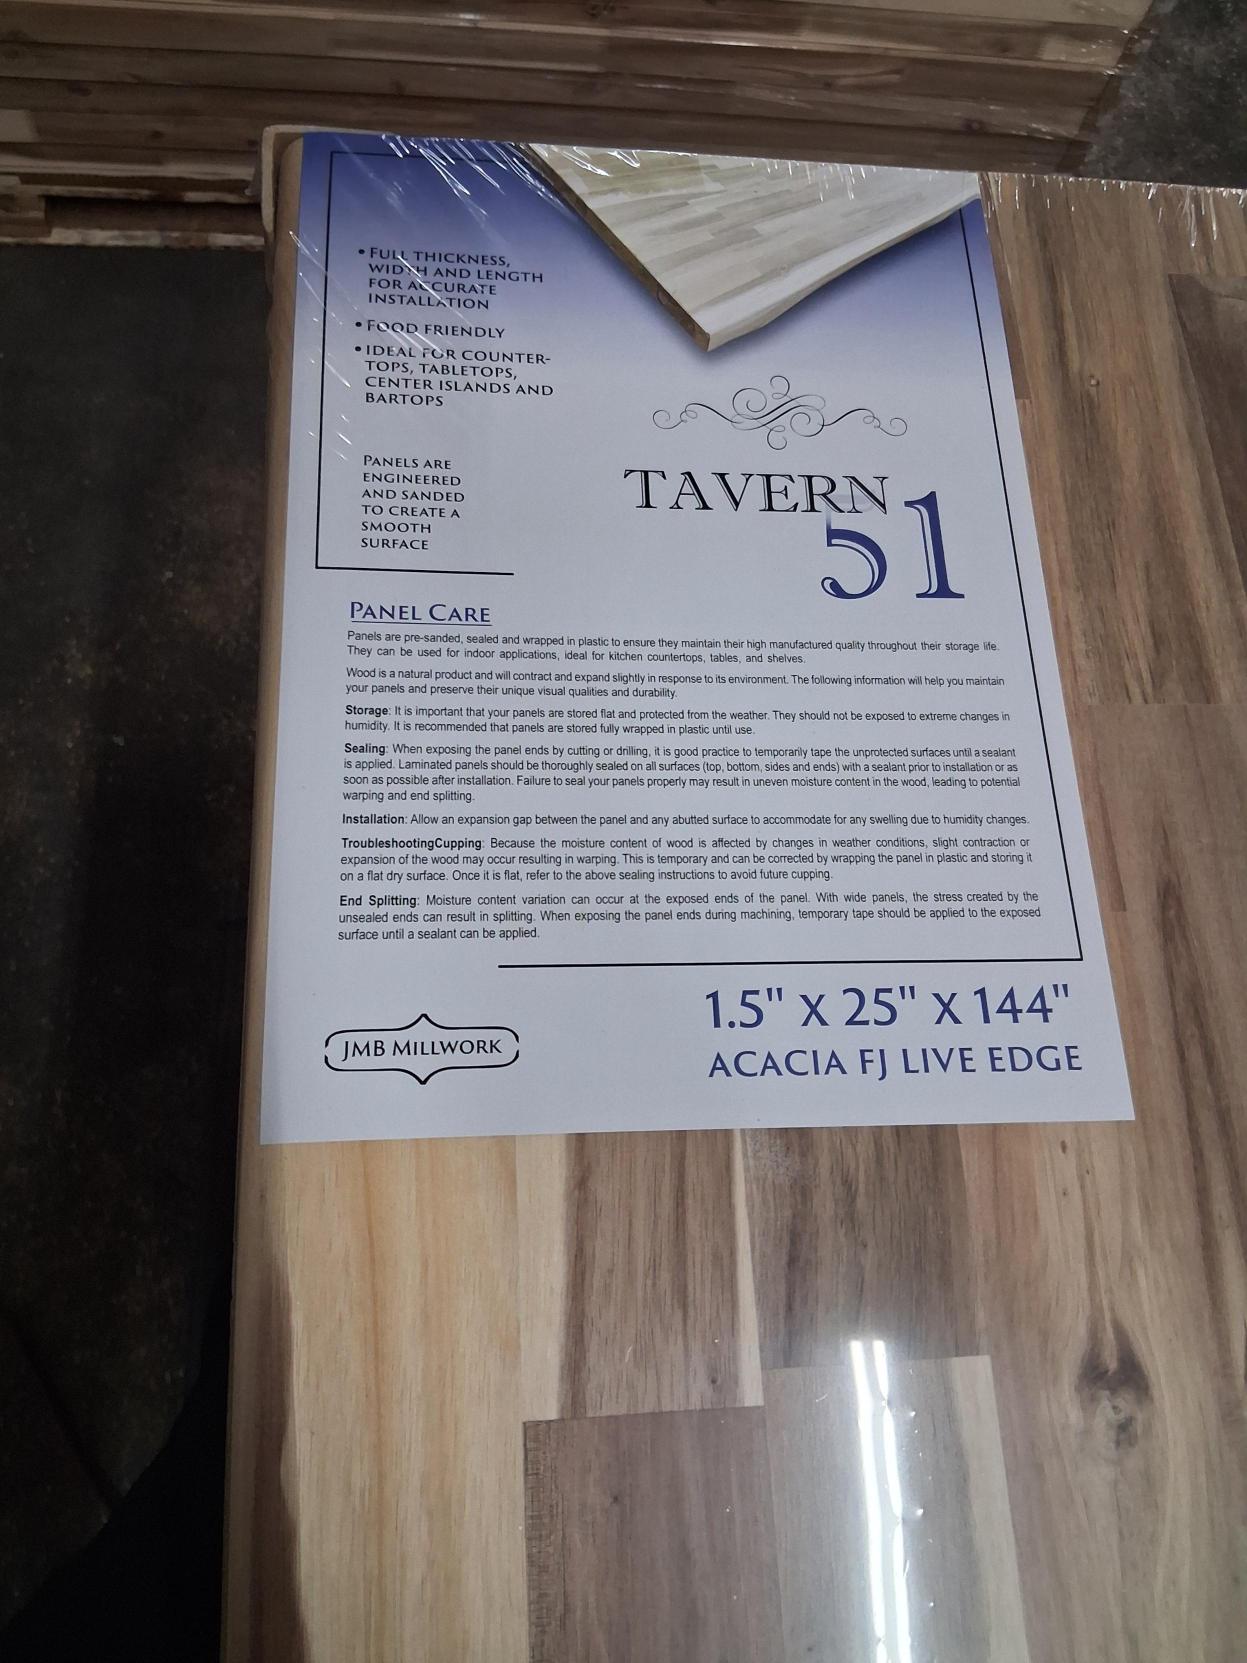 • FULL THICKNESS,
WIDTH AND LENGTH
FOR ACCURATE
INSTALLATION
• FOOD FRIENDLY
• IDEAL FOR COUNTER-
TOPS, TABLETOPS,
CENTER ISLANDS AND
BARTOPS
PANELS ARE
ENGINEERED
AND SANDED
TO CREATE A
SMOOTH
SURFACE
TAVERN
51
PANEL CARE
Panels are pre-sanded, sealed and wrapped in plastic to ensure they maintain their high manufactured quality throughout their storage life.
They can be used for indoor applications, ideal for kitchen countertops, tables, and shelves.
Wood is a natural product and will contract and expand slightly in response to its environment. The following information will help you maintain
your panels and preserve their unique visual qualities and durability.
Storage: It is important that your panels are stored flat and protected from the weather. They should not be exposed to extreme changes in
humidity. It is recommended that panels are stored fully wrapped in plastic until use.
Sealing: When exposing the panel ends by cutting or drilling, it is good practice to temporarily tape the unprotected surfaces until a sealant
is applied. Laminated panels should be thoroughly sealed on all surfaces (top, bottom, sides and ends) with a sealant prior to installation or as
soon as possible after installation. Failure to seal your panels properly may result in uneven moisture content in the wood, leading to potential
warping and end splitting.
Installation: Allow an expansion gap between the panel and any abutted surface to accommodate for any swelling due to humidity changes.
TroubleshootingCupping: Because the moisture content of wood is affected by changes in weather conditions, slight contraction or
expansion of the wood may occur resulting in warping. This is temporary and can be corrected by wrapping the panel in plastic and storing it
on a flat dry surface. Once it is flat, refer to the above sealing instructions to avoid future cupping.
End Splitting: Moisture content variation can occur at the exposed ends of the panel. With wide panels, the stress created by the
unsealed ends can result in splitting. When exposing the panel ends during machining, temporary tape should be applied to the exposed
surface until a sealant can be applied.
1.5" X 25" X 144"
ACACIA FJ LIVE EDGE
JMB MILLWORK